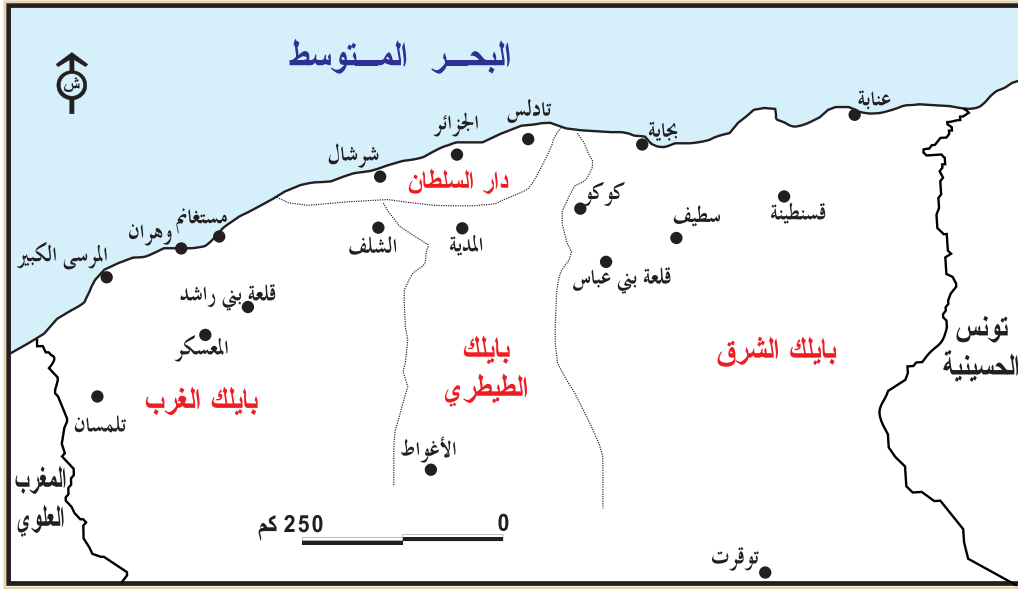 البحر المتوسط
ش
عنابة
تادلس
الجزائر
بجاية
شرشال
دار السلطان
كوكو
قسنطينة
سطيف
مستغانم
وهران
المدية
الشلف
المرسى الكبير
قلعة بني عباس
قلعة بني راشد
المعسكر
تونس
الحسينية
بايلك الشرق
بايلك
الطيطري
بايلك الغرب
تلمسان
الأغواط
المغرب
العلوي
250 كم
0
توقرت